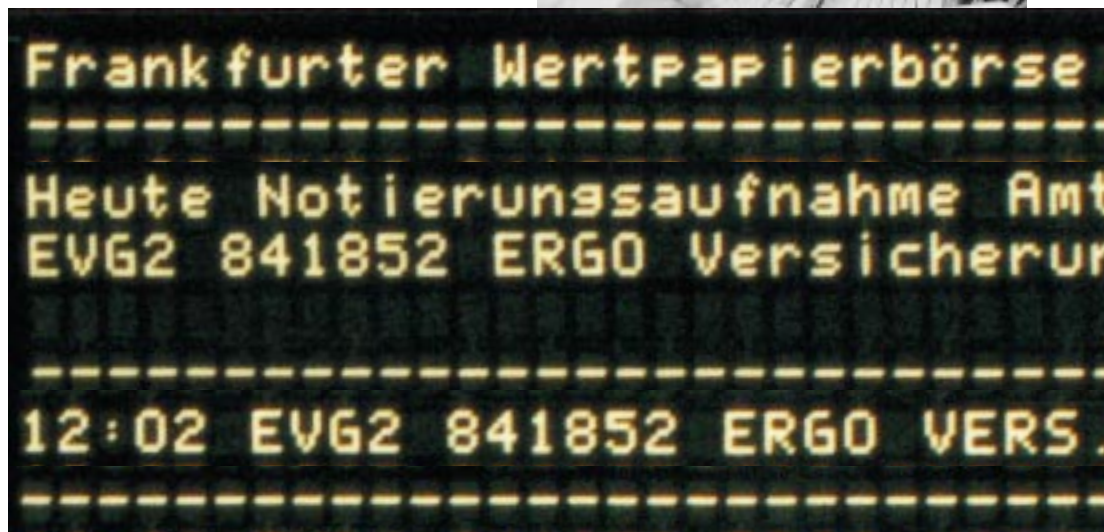 Frankfurter Wertpapierbörse
--------------------------------
Heute Notierungsaufnahme Amt
EVG2 841852 ERGO Versicherun
--------------------------------
12:02 EVG2 841852 ERGO VERS.
--------------------------------